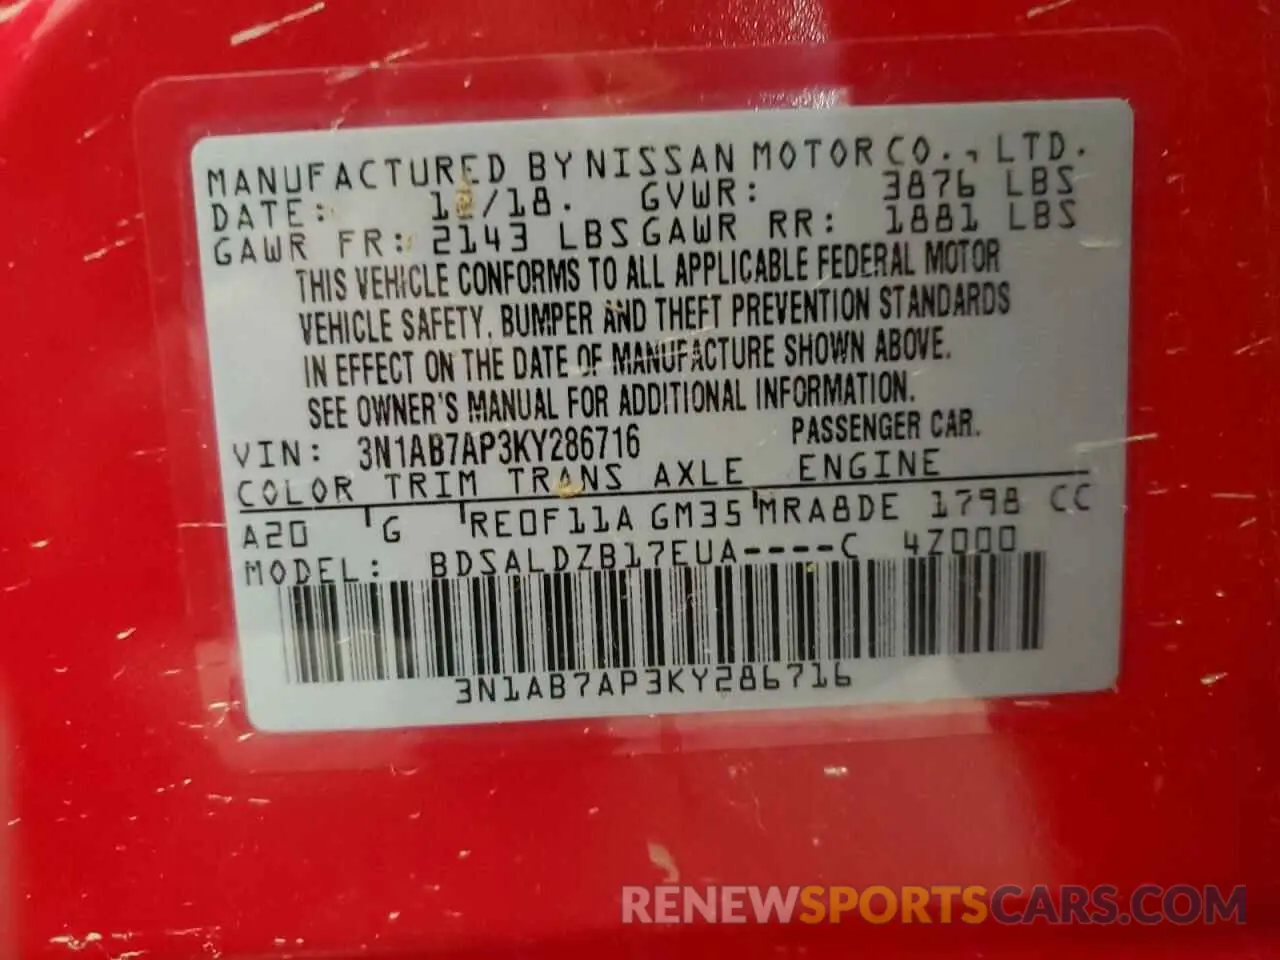 MANUFACTURED BY NISSAN MOTOR CO., LTD.
DATE: /18. GVWR: 3876 LBS
GAWR FR: 2143 LBS GAWR RR: 1881 LBS
THIS VEHICLE CONFORMS TO ALL APPLICABLE FEDERAL MOTOR
VEHICLE SAFETY, BUMPER AND THEFT PREVENTION STANDARDS
IN EFFECT ON THE DATE OF MANUFACTURE SHOWN ABOVE.
SEE OWNER'S MANUAL FOR ADDITIONAL INFORMATION.
VIN: 3N1AB7AP3KY286716 PASSENGER CAR.
COLOR TRIM TRANS AXLE ENGINE
A20 G RE0F11A GM35 MRA8DE 1798 CC
MODEL: BDSALDZB17EUA----C 4Z000
3N1AB7AP3KY286716
RENEWSPORTSCARS.COM